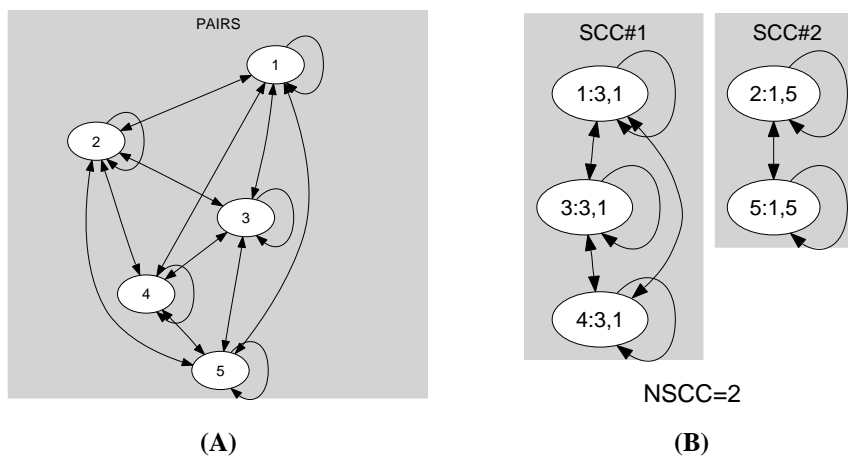 PAIRS
1
2
3
4
5
(A)
SCC#1
1:3,1
3:3,1
4:3,1
SCC#2
2:1,5
5:1,5
NSCC=2
(B)